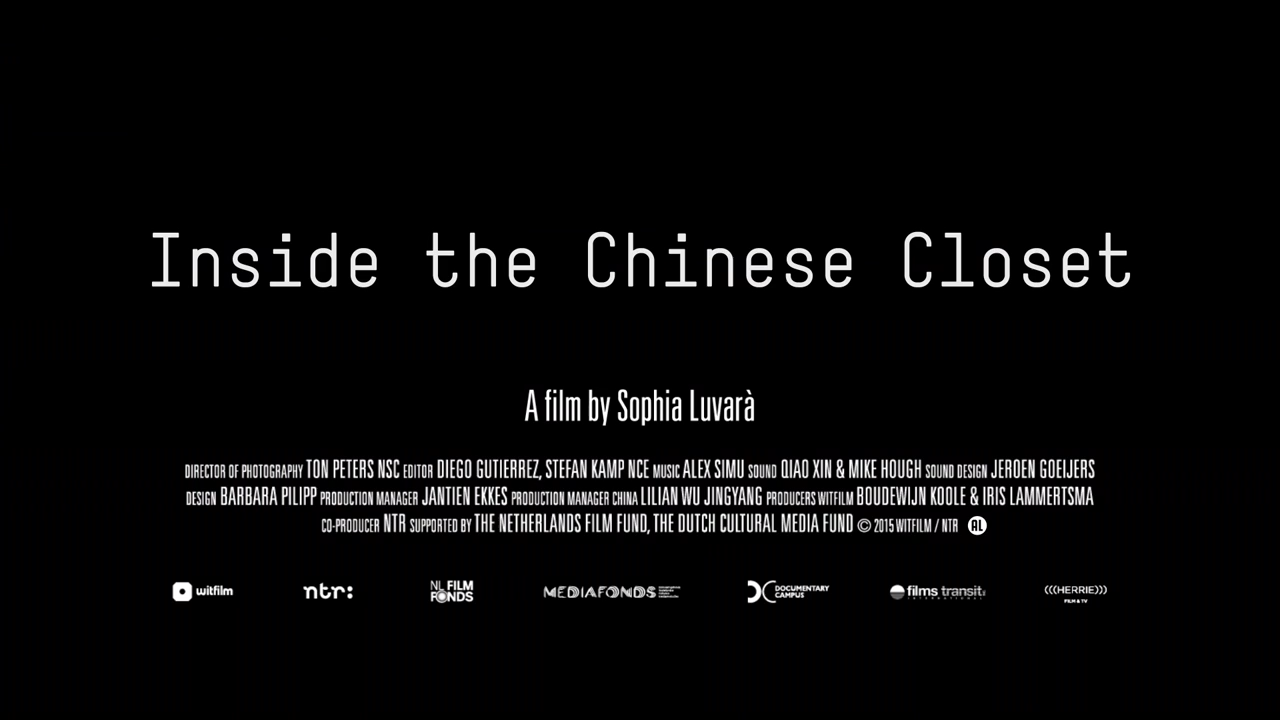 Inside the Chinese Closet
A film by Sophia Luvarà
DIRECTOR OF PHOTOGRAPHY TON PETERS NSC EDITOR DIEGO GUTIERREZ, STEFAN KAMP NCE MUSIC ALEX SIMU SOUND QIAO XIN & MIKE HOUGH SOUND DESIGN JEROEN GOEIJERS
DESIGN BARBARA PILIPP PRODUCTION MANAGER JANTIEN EKKES PRODUCTION MANAGER CHINA LILIAN WU JINGYANG PRODUCERS WITFILM BOUDEWIJN KOOLE & IRIS LAMMERTSMA
CO-PRODUCER NTR SUPPORTED BY THE NETHERLANDS FILM FUND, THE DUTCH CULTURAL MEDIA FUND © 2015 WITFILM / NTR AL
witfilm
ntr:
NL FILM
FONDS
MEDIAFONDS
DOCUMENTARY
CAMPUS
films transit
INTERNATIONAL
(((HERRIE)))
FILM & TV